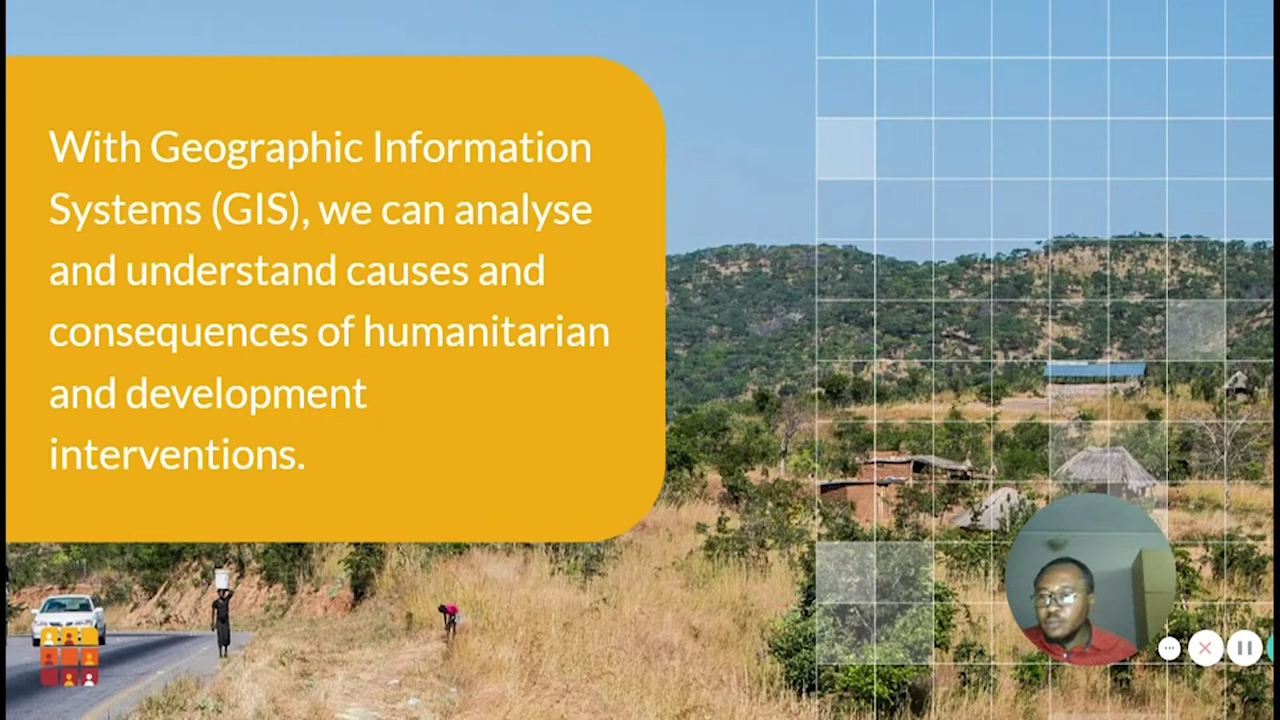 With Geographic Information
Systems (GIS), we can analyse
and understand causes and
consequences of humanitarian
and development
interventions.